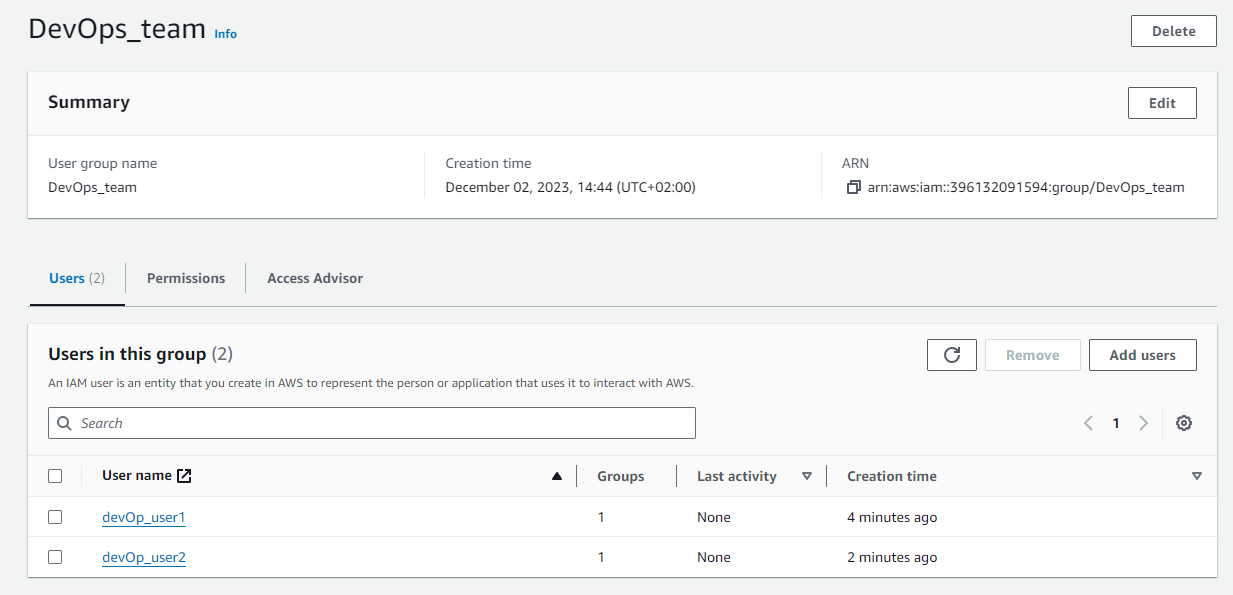 DevOps_team Info
Delete
Summary
Edit
User group name
DevOps_team
Creation time
December 02, 2023, 14:44 (UTC+02:00)
ARN
arn:aws:iam::396132091594:group/DevOps_team
Users (2)
Permissions
Access Advisor
Users in this group (2)
Remove
Add users
An IAM user is an entity that you create in AWS to represent the person or application that uses it to interact with AWS.
Search
1
User name Groups Last activity Creation time
devOp_user1 1 None 4 minutes ago
devOp_user2 1 None 2 minutes ago